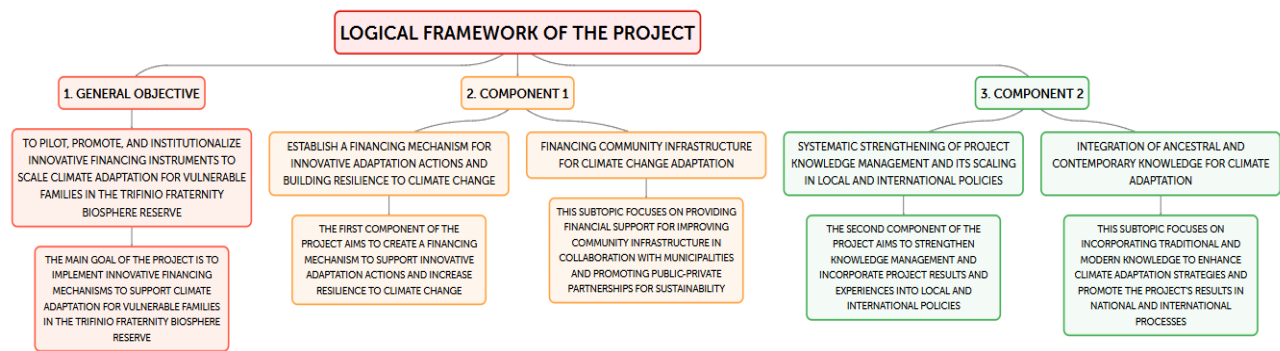 LOGICAL FRAMEWORK OF THE PROJECT
1. GENERAL OBJECTIVE
TO PILOT, PROMOTE, AND INSTITUTIONALIZE
INNOVATIVE FINANCING INSTRUMENTS TO
SCALE CLIMATE ADAPTATION FOR VULNERABLE
FAMILIES IN THE TRIFINIO FRATERNITY
BIOSPHERE RESERVE
THE MAIN GOAL OF THE PROJECT IS TO
IMPLEMENT INNOVATIVE FINANCING
MECHANISMS TO SUPPORT CLIMATE
ADAPTATION FOR VULNERABLE FAMILIES
IN THE TRIFINIO FRATERNITY BIOSPHERE
RESERVE
2. COMPONENT 1
ESTABLISH A FINANCING MECHANISM FOR
INNOVATIVE ADAPTATION ACTIONS AND
BUILDING RESILIENCE TO CLIMATE CHANGE
THE FIRST COMPONENT OF THE
PROJECT AIMS TO CREATE A FINANCING
MECHANISM TO SUPPORT INNOVATIVE
ADAPTATION ACTIONS AND INCREASE
RESILIENCE TO CLIMATE CHANGE
FINANCING COMMUNITY INFRASTRUCTURE
FOR CLIMATE CHANGE ADAPTATION
THIS SUBTOPIC FOCUSES ON PROVIDING
FINANCIAL SUPPORT FOR IMPROVING
COMMUNITY INFRASTRUCTURE IN
COLLABORATION WITH MUNICIPALITIES
AND PROMOTING PUBLIC-PRIVATE
PARTNERSHIPS FOR SUSTAINABILITY
3. COMPONENT 2
SYSTEMATIC STRENGTHENING OF PROJECT
KNOWLEDGE MANAGEMENT AND ITS SCALING
IN LOCAL AND INTERNATIONAL POLICIES
THE SECOND COMPONENT OF THE
PROJECT AIMS TO STRENGTHEN
KNOWLEDGE MANAGEMENT AND
INCORPORATE PROJECT RESULTS AND
EXPERIENCES INTO LOCAL AND
INTERNATIONAL POLICIES
INTEGRATION OF ANCESTRAL AND
CONTEMPORARY KNOWLEDGE FOR CLIMATE
ADAPTATION
THIS SUBTOPIC FOCUSES ON
INCORPORATING TRADITIONAL AND
MODERN KNOWLEDGE TO ENHANCE
CLIMATE ADAPTATION STRATEGIES AND
PROMOTE THE PROJECT'S RESULTS IN
NATIONAL AND INTERNATIONAL
PROCESSES